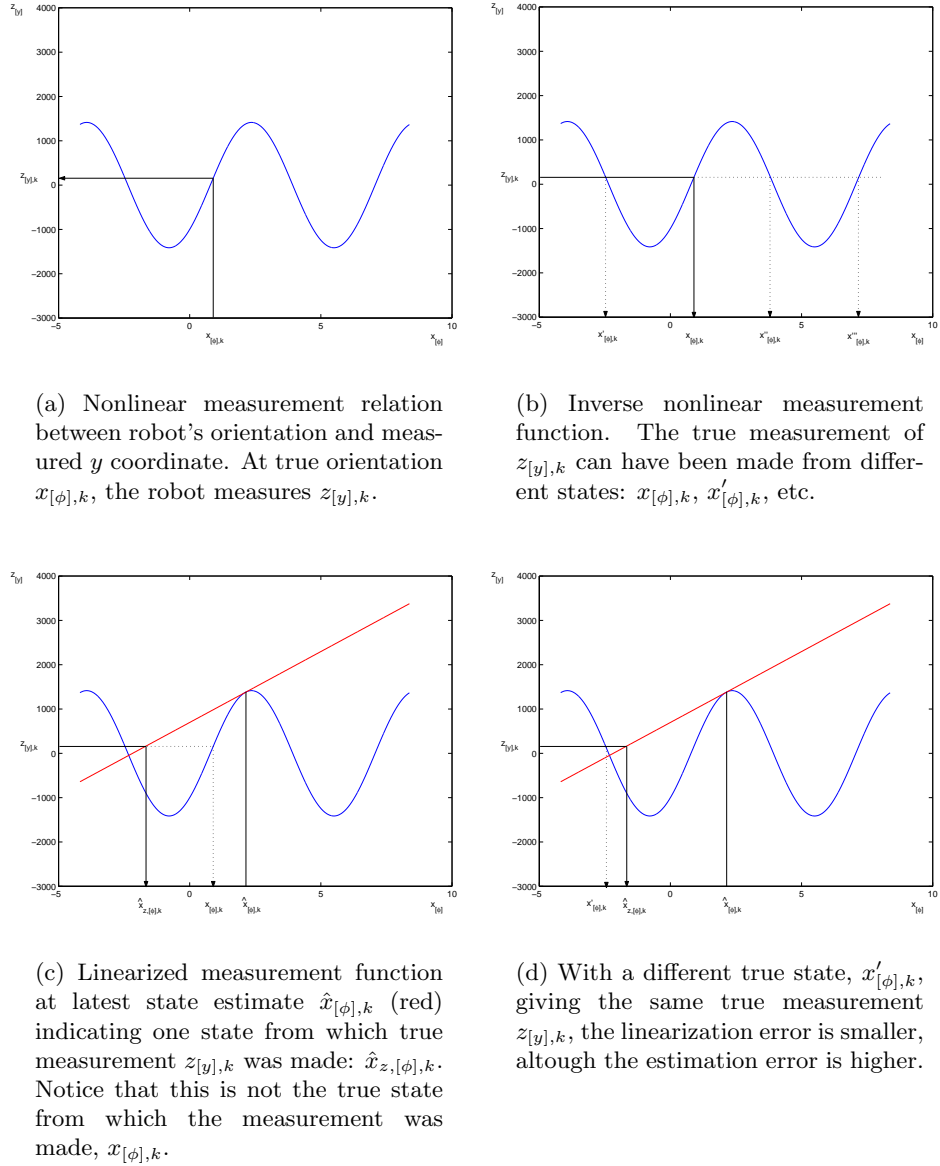 z[y]
4000
3000
2000
1000
z[y],k
0
−1000
−2000
−3000
−5
0
5
10
x[ϕ],k
x[ϕ]
z[y]
4000
3000
2000
1000
z[y],k
0
−1000
−2000
−3000
−5
0
5
10
x'[ϕ],k
x[ϕ],k
x''[ϕ],k
x'''[ϕ],k
x[ϕ]
(a) Nonlinear measurement relation
between robot's orientation and meas-
ured y coordinate. At true orientation
x[ϕ],k, the robot measures z[y],k.
(b) Inverse nonlinear measurement
function. The true measurement of
z[y],k can have been made from differ-
ent states: x[ϕ],k, x′[ϕ],k, etc.
z[y]
4000
3000
2000
1000
z[y],k
0
−1000
−2000
−3000
−5
0
5
10
x̂z,[ϕ],k
x[ϕ],k
x̂[ϕ],k
x[ϕ]
z[y]
4000
3000
2000
1000
z[y],k
0
−1000
−2000
−3000
−5
0
5
10
x'[ϕ],k
x̂z,[ϕ],k
x̂[ϕ],k
x[ϕ]
(c) Linearized measurement function
at latest state estimate x̂[ϕ],k (red)
indicating one state from which true
measurement z[y],k was made: x̂z,[ϕ],k.
Notice that this is not the true state
from which the measurement was
made, x[ϕ],k.
(d) With a different true state, x′[ϕ],k,
giving the same true measurement
z[y],k, the linearization error is smaller,
altough the estimation error is higher.